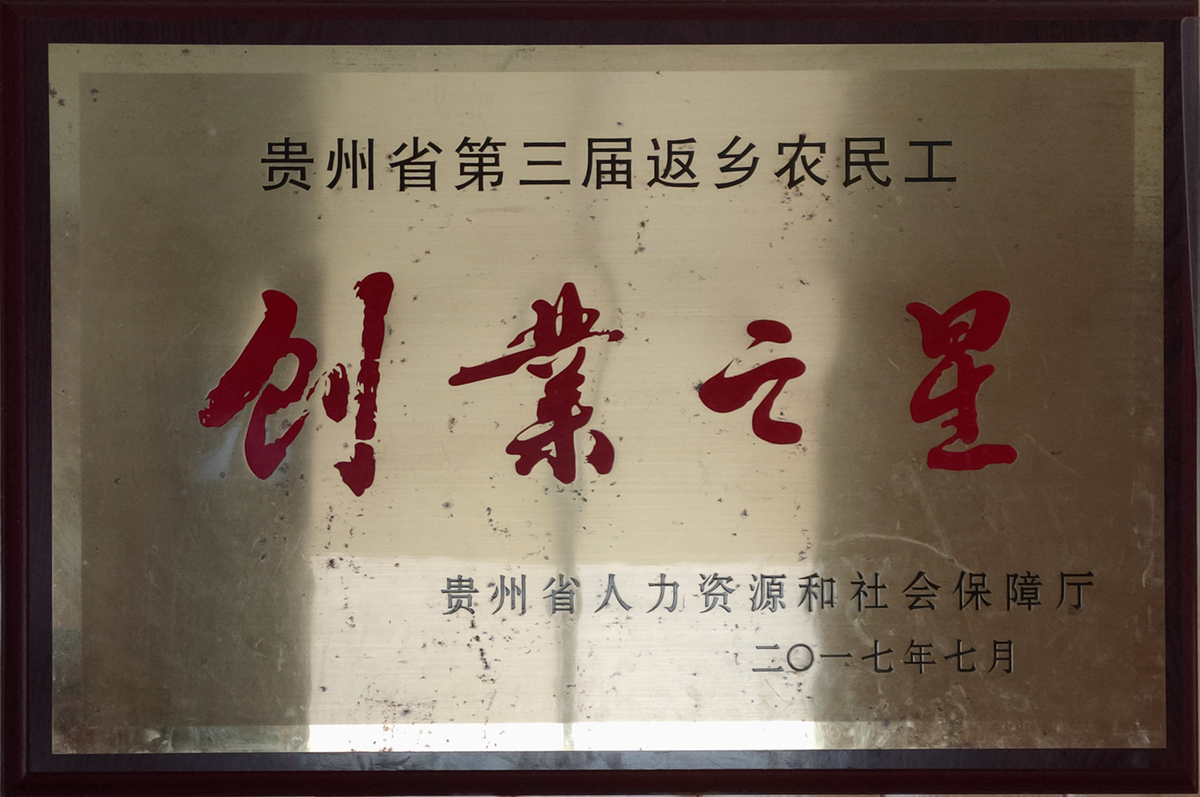 贵州省第三届返乡农民工
创業之星
贵州省人力资源和社会保障厅
二〇一七年七月